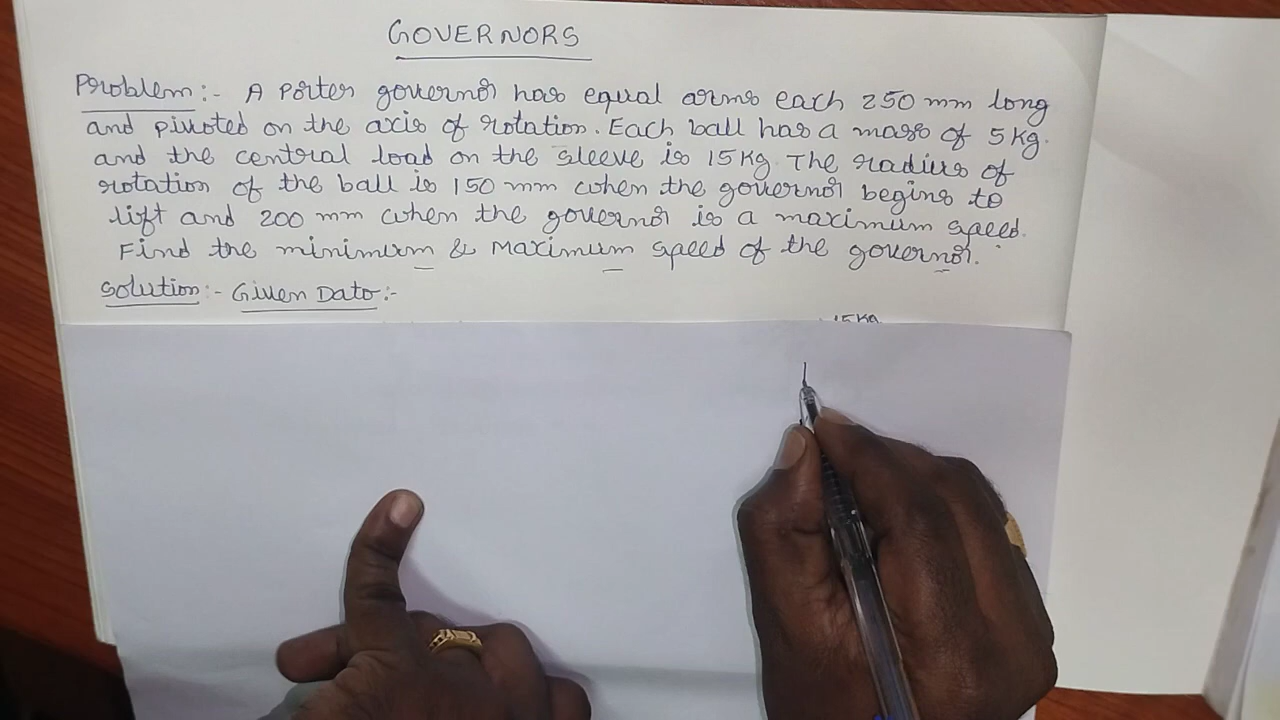 GOVERNORS
Problem:- A Porter governor has equal arms each 250 mm long
and pivoted on the axis of rotation. Each ball has a mass of 5 Kg.
and the central load on the sleeve is 15 Kg. The radius of
rotation of the ball is 150 mm when the governor begins to
lift and 200 mm when the governor is a maximum speed.
Find the minimum & Maximum speed of the governor.
Solution:- Given Data:-
15 Kg